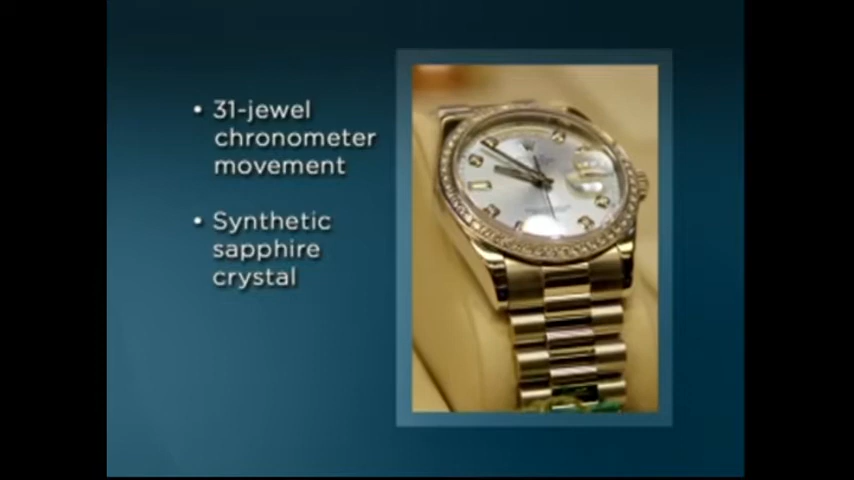 • 31-jewel
chronometer
movement
• Synthetic
sapphire
crystal